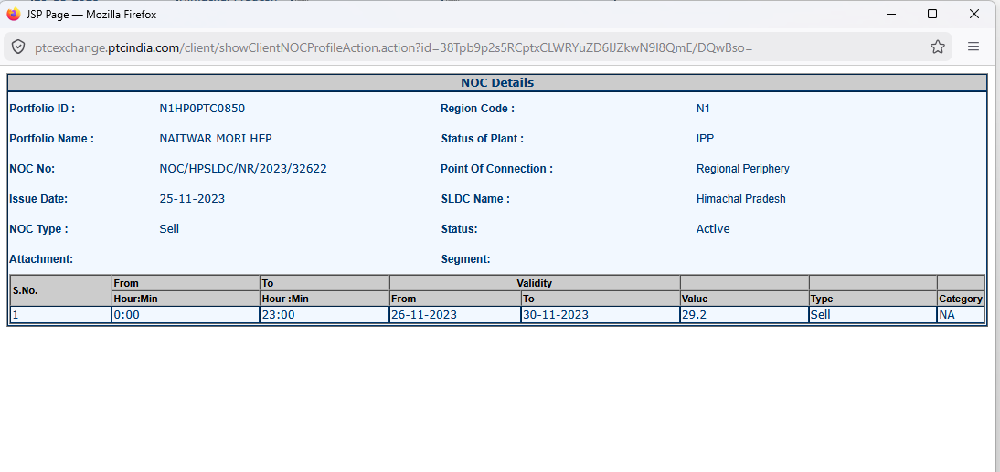 JSP Page — Mozilla Firefox
ptcexchange.ptcindia.com/client/showClientNOCProfileAction.action?id=38Tpb9p2s5RCptxCLWRYuZD6IJZkwN9l8QmE/DQwBso=
NOC Details
Portfolio ID : N1HP0PTC0850 Region Code : N1
Portfolio Name : NAITWAR MORI HEP Status of Plant : IPP
NOC No: NOC/HPSLDC/NR/2023/32622 Point Of Connection : Regional Periphery
Issue Date: 25-11-2023 SLDC Name : Himachal Pradesh
NOC Type : Sell Status: Active
Attachment: Segment:
S.No. From To Validity
Hour:Min Hour :Min From To Value Type Category
1 0:00 23:00 26-11-2023 30-11-2023 29.2 Sell NA